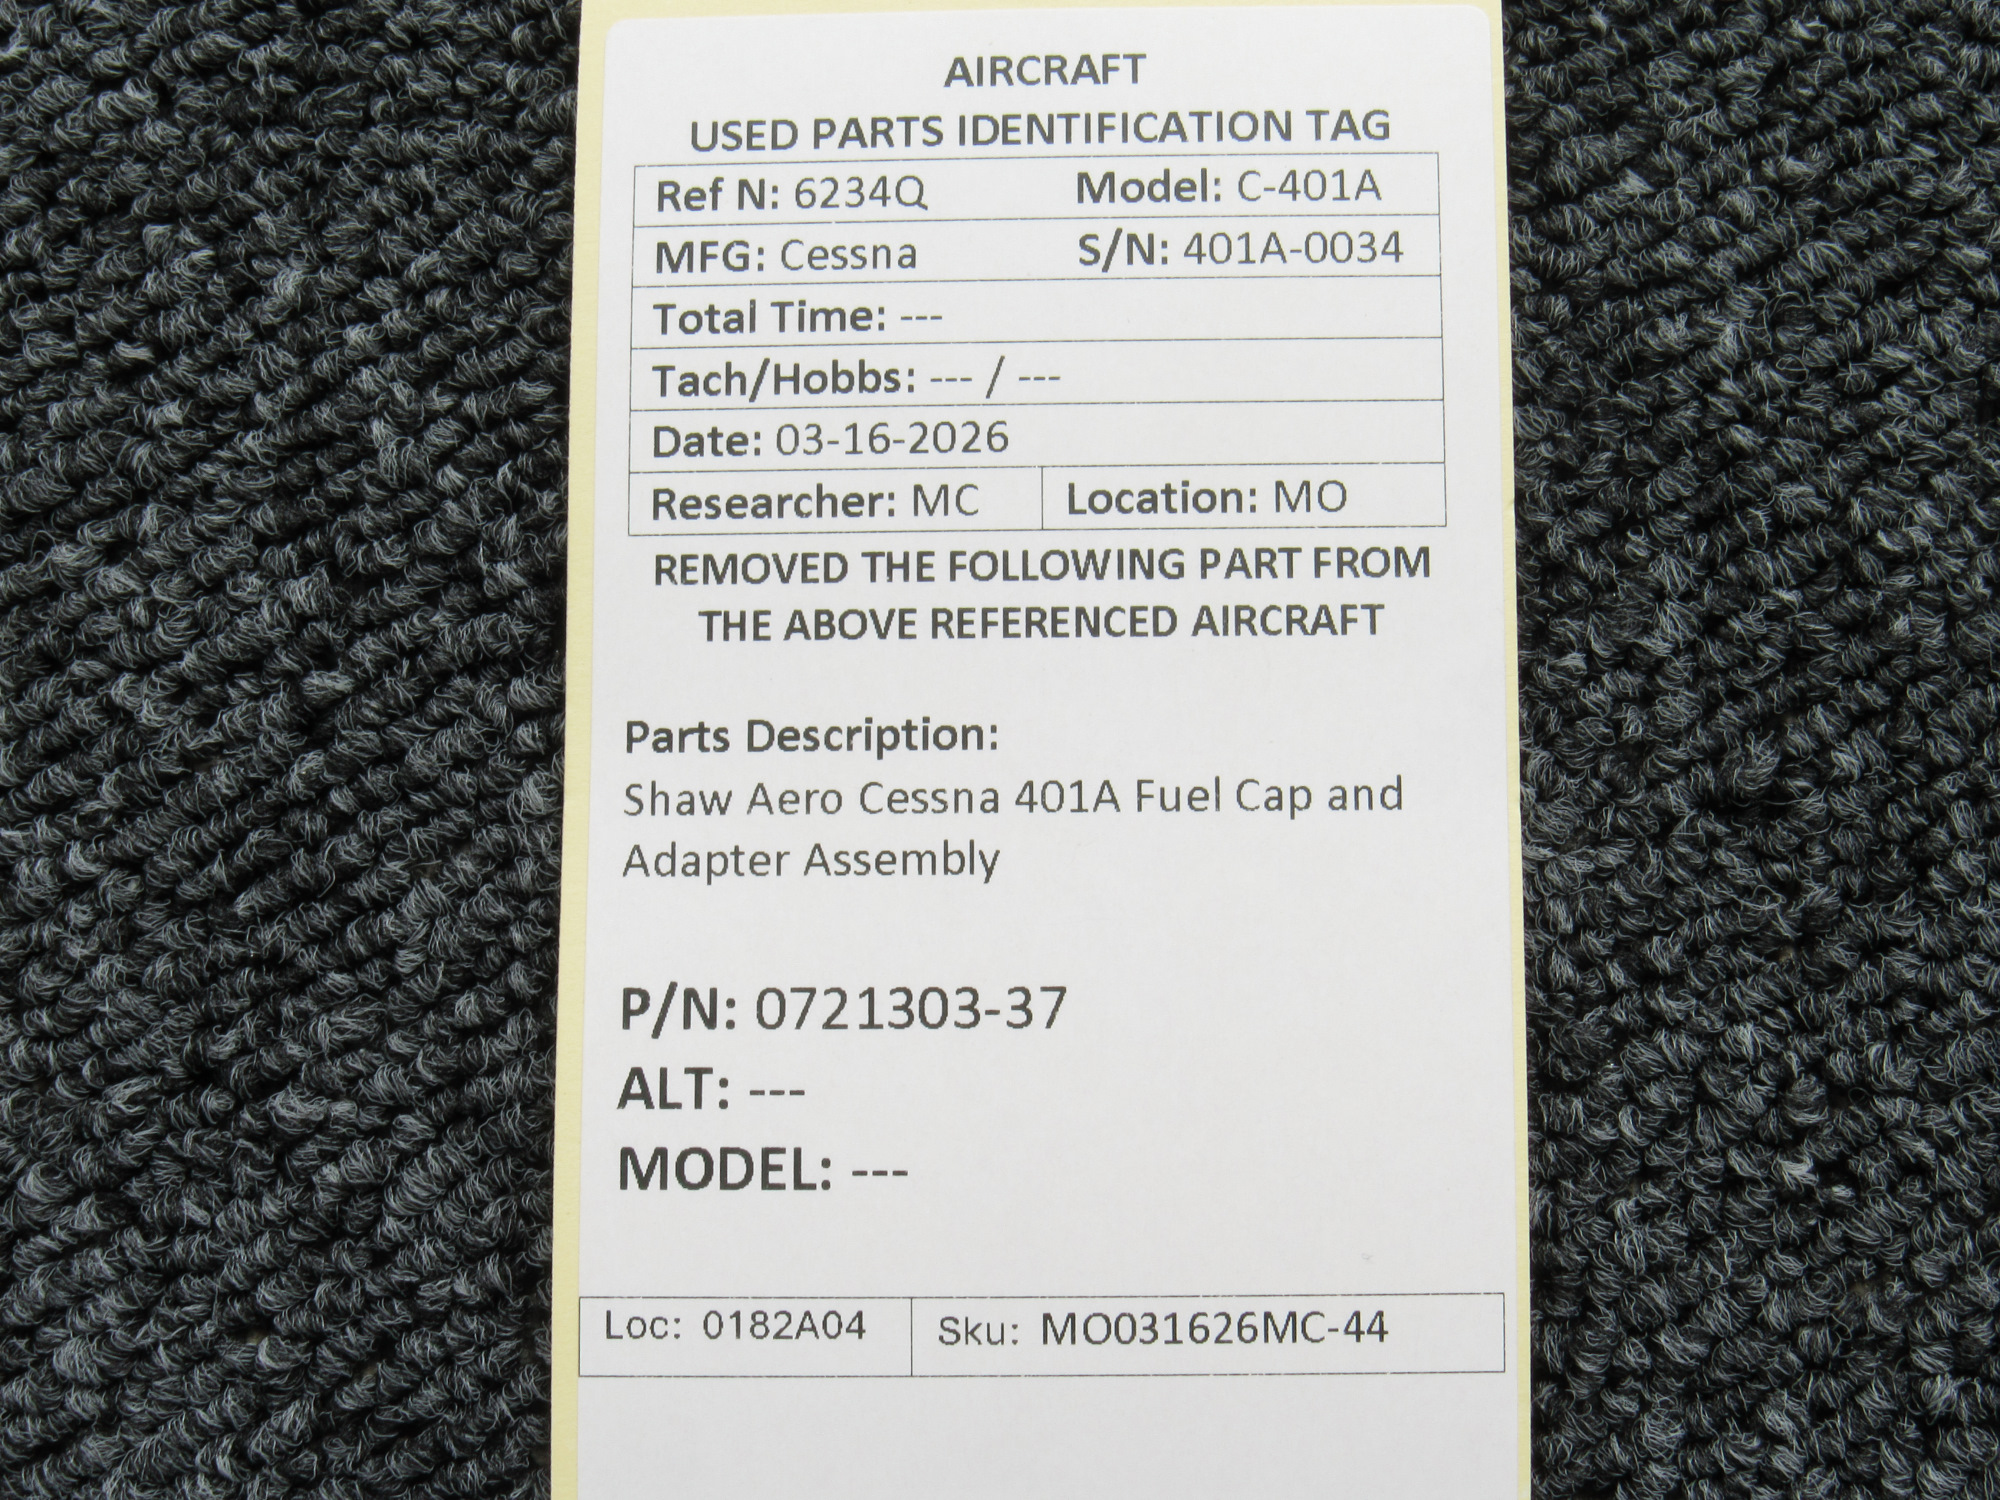 AIRCRAFT
USED PARTS IDENTIFICATION TAG
Ref N: 6234Q Model: C-401A
MFG: Cessna S/N: 401A-0034
Total Time: ---
Tach/Hobbs: --- / ---
Date: 03-16-2026
Researcher: MC Location: MO
REMOVED THE FOLLOWING PART FROM
THE ABOVE REFERENCED AIRCRAFT
Parts Description:
Shaw Aero Cessna 401A Fuel Cap and
Adapter Assembly
P/N: 0721303-37
ALT: ---
MODEL: ---
Loc: 0182A04 Sku: MO031626MC-44